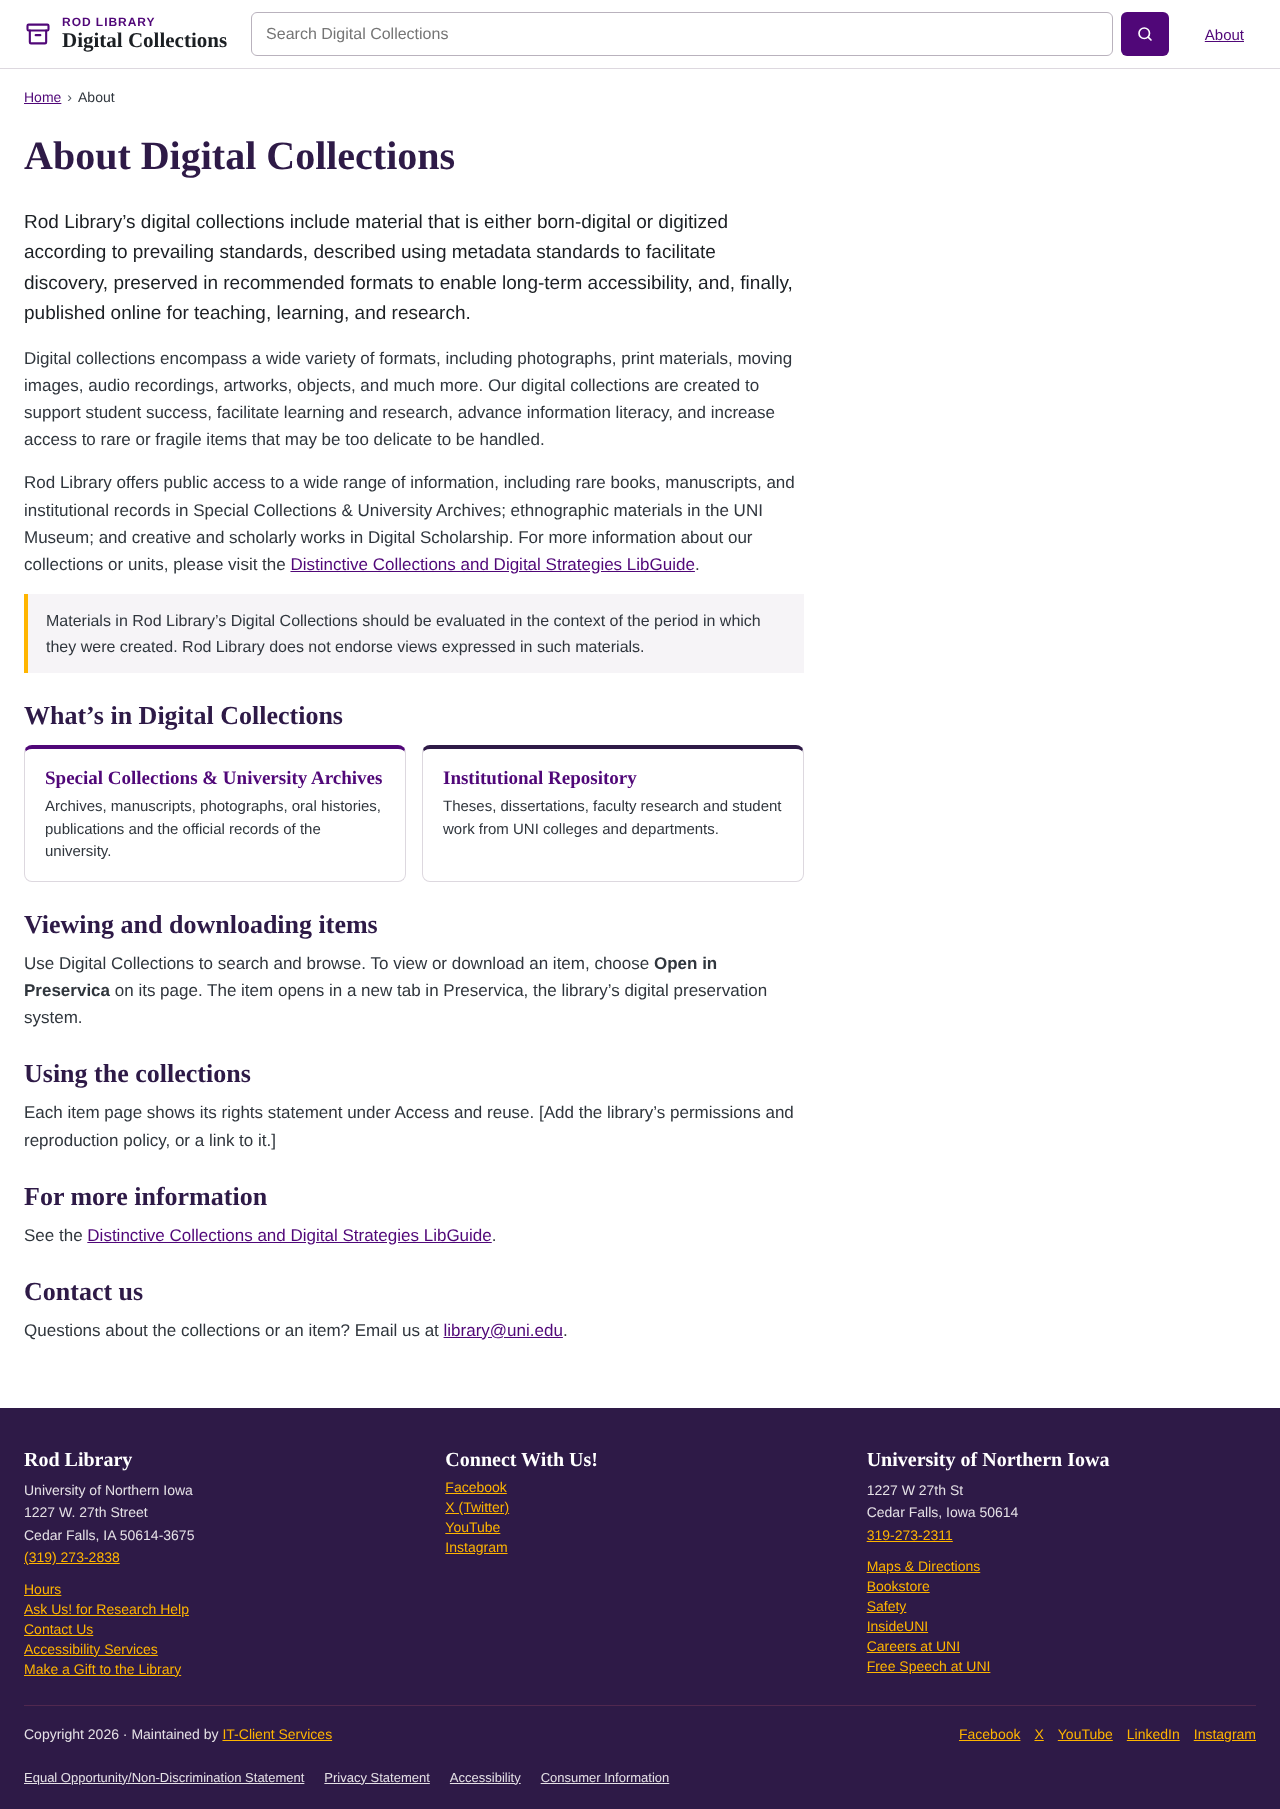 ROD LIBRARY
Digital Collections
Search Digital Collections
About
Home › About
About Digital Collections
Rod Library’s digital collections include material that is either born-digital or digitized
according to prevailing standards, described using metadata standards to facilitate
discovery, preserved in recommended formats to enable long-term accessibility, and, finally,
published online for teaching, learning, and research.
Digital collections encompass a wide variety of formats, including photographs, print materials, moving
images, audio recordings, artworks, objects, and much more. Our digital collections are created to
support student success, facilitate learning and research, advance information literacy, and increase
access to rare or fragile items that may be too delicate to be handled.
Rod Library offers public access to a wide range of information, including rare books, manuscripts, and
institutional records in Special Collections & University Archives; ethnographic materials in the UNI
Museum; and creative and scholarly works in Digital Scholarship. For more information about our
collections or units, please visit the Distinctive Collections and Digital Strategies LibGuide.
Materials in Rod Library’s Digital Collections should be evaluated in the context of the period in which
they were created. Rod Library does not endorse views expressed in such materials.
What’s in Digital Collections
Special Collections & University Archives
Archives, manuscripts, photographs, oral histories,
publications and the official records of the
university.
Institutional Repository
Theses, dissertations, faculty research and student
work from UNI colleges and departments.
Viewing and downloading items
Use Digital Collections to search and browse. To view or download an item, choose Open in
Preservica on its page. The item opens in a new tab in Preservica, the library’s digital preservation
system.
Using the collections
Each item page shows its rights statement under Access and reuse. [Add the library’s permissions and
reproduction policy, or a link to it.]
For more information
See the Distinctive Collections and Digital Strategies LibGuide.
Contact us
Questions about the collections or an item? Email us at library@uni.edu.
Rod Library
University of Northern Iowa
1227 W. 27th Street
Cedar Falls, IA 50614-3675
(319) 273-2838
Hours
Ask Us! for Research Help
Contact Us
Accessibility Services
Make a Gift to the Library
Connect With Us!
Facebook
X (Twitter)
YouTube
Instagram
University of Northern Iowa
1227 W 27th St
Cedar Falls, Iowa 50614
319-273-2311
Maps & Directions
Bookstore
Safety
InsideUNI
Careers at UNI
Free Speech at UNI
Copyright 2026 · Maintained by IT-Client Services
Facebook X YouTube LinkedIn Instagram
Equal Opportunity/Non-Discrimination Statement Privacy Statement Accessibility Consumer Information